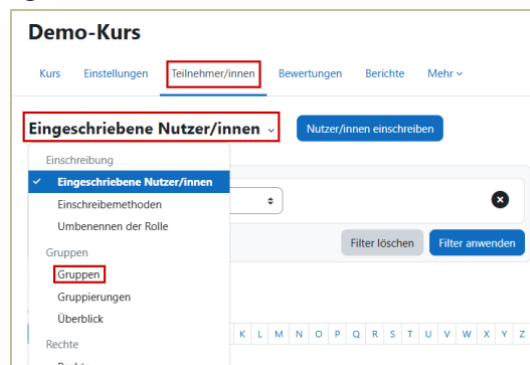 Demo-Kurs
Kurs Einstellungen Teilnehmer/innen Bewertungen Berichte Mehr
Eingeschriebene Nutzer/innen Nutzer/innen einschreiben
Einschreibung
Eingeschriebene Nutzer/innen
Einschreibemethoden
Umbenennen der Rolle
Filter löschen Filter anwenden
Gruppen
Gruppen
Gruppierungen
Überblick
K L M N O P Q R S T U V W X Y Z
Rechte